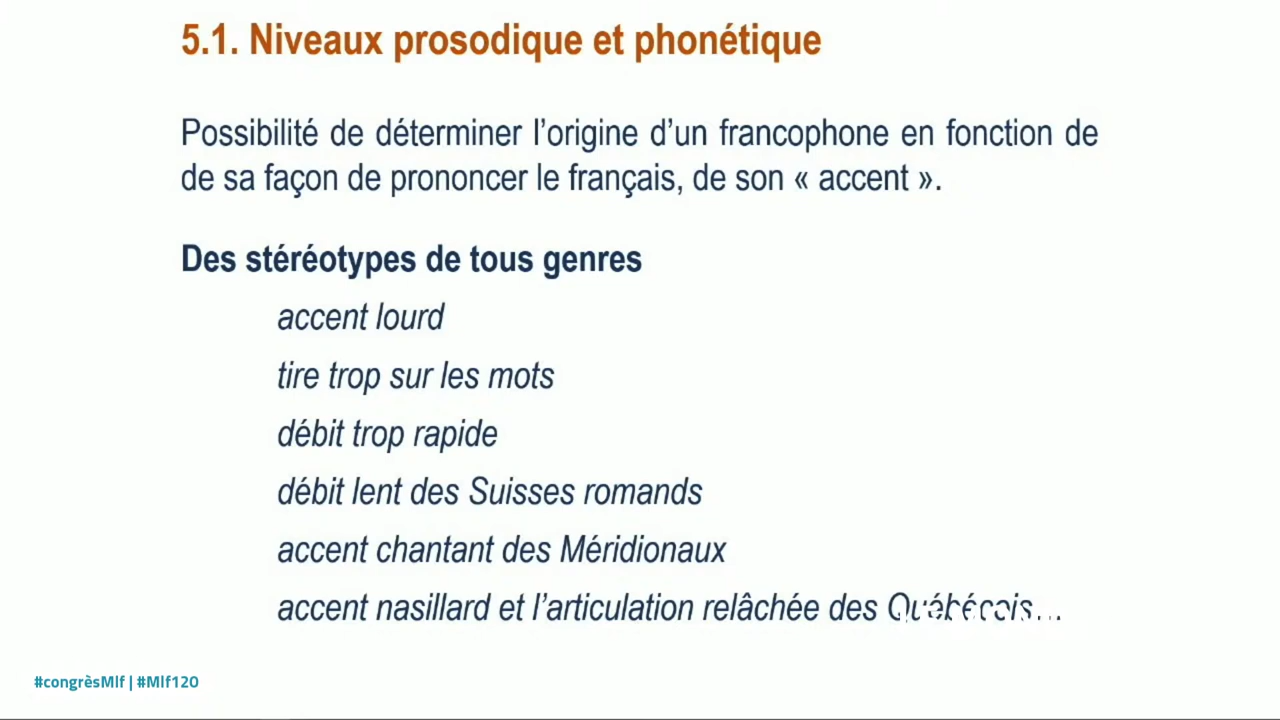 5.1. Niveaux prosodique et phonétique
Possibilité de déterminer l'origine d'un francophone en fonction de
de sa façon de prononcer le français, de son « accent ».
Des stéréotypes de tous genres
accent lourd
tire trop sur les mots
débit trop rapide
débit lent des Suisses romands
accent chantant des Méridionaux
accent nasillard et l'articulation relâchée des Québécois...
#congrèsMlf | #Mlf120